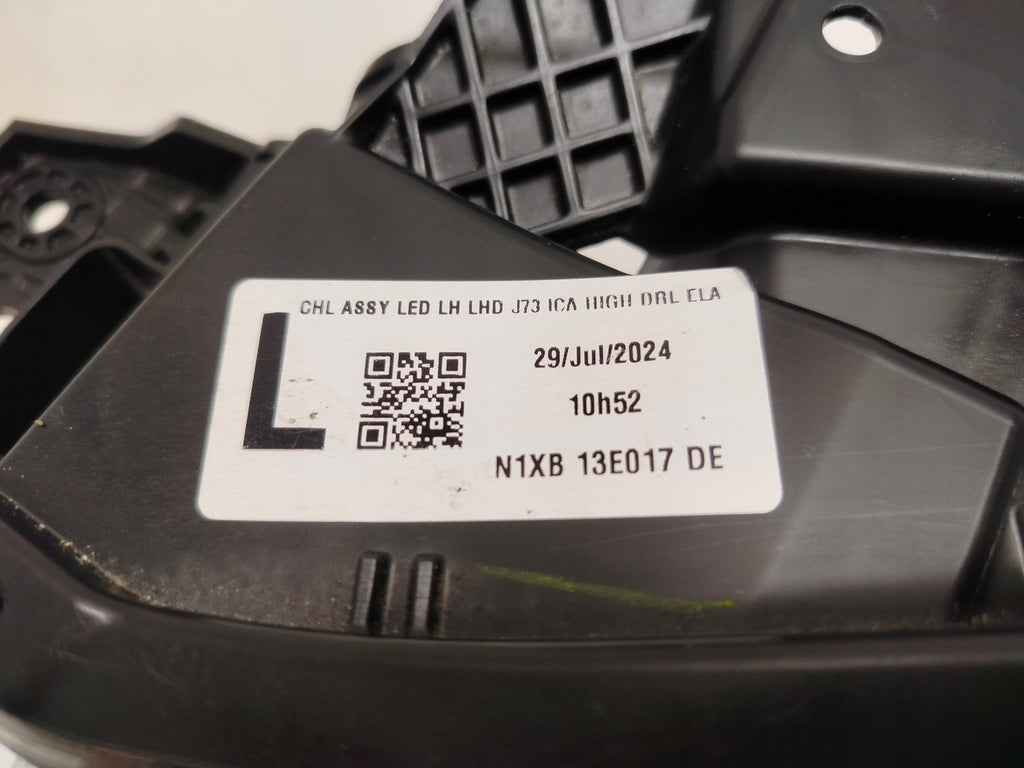 CHL ASSY LED LH LHD J73 ICA HIGH DRL ELA
L
29/Jul/2024
10h52
N1XB 13E017 DE